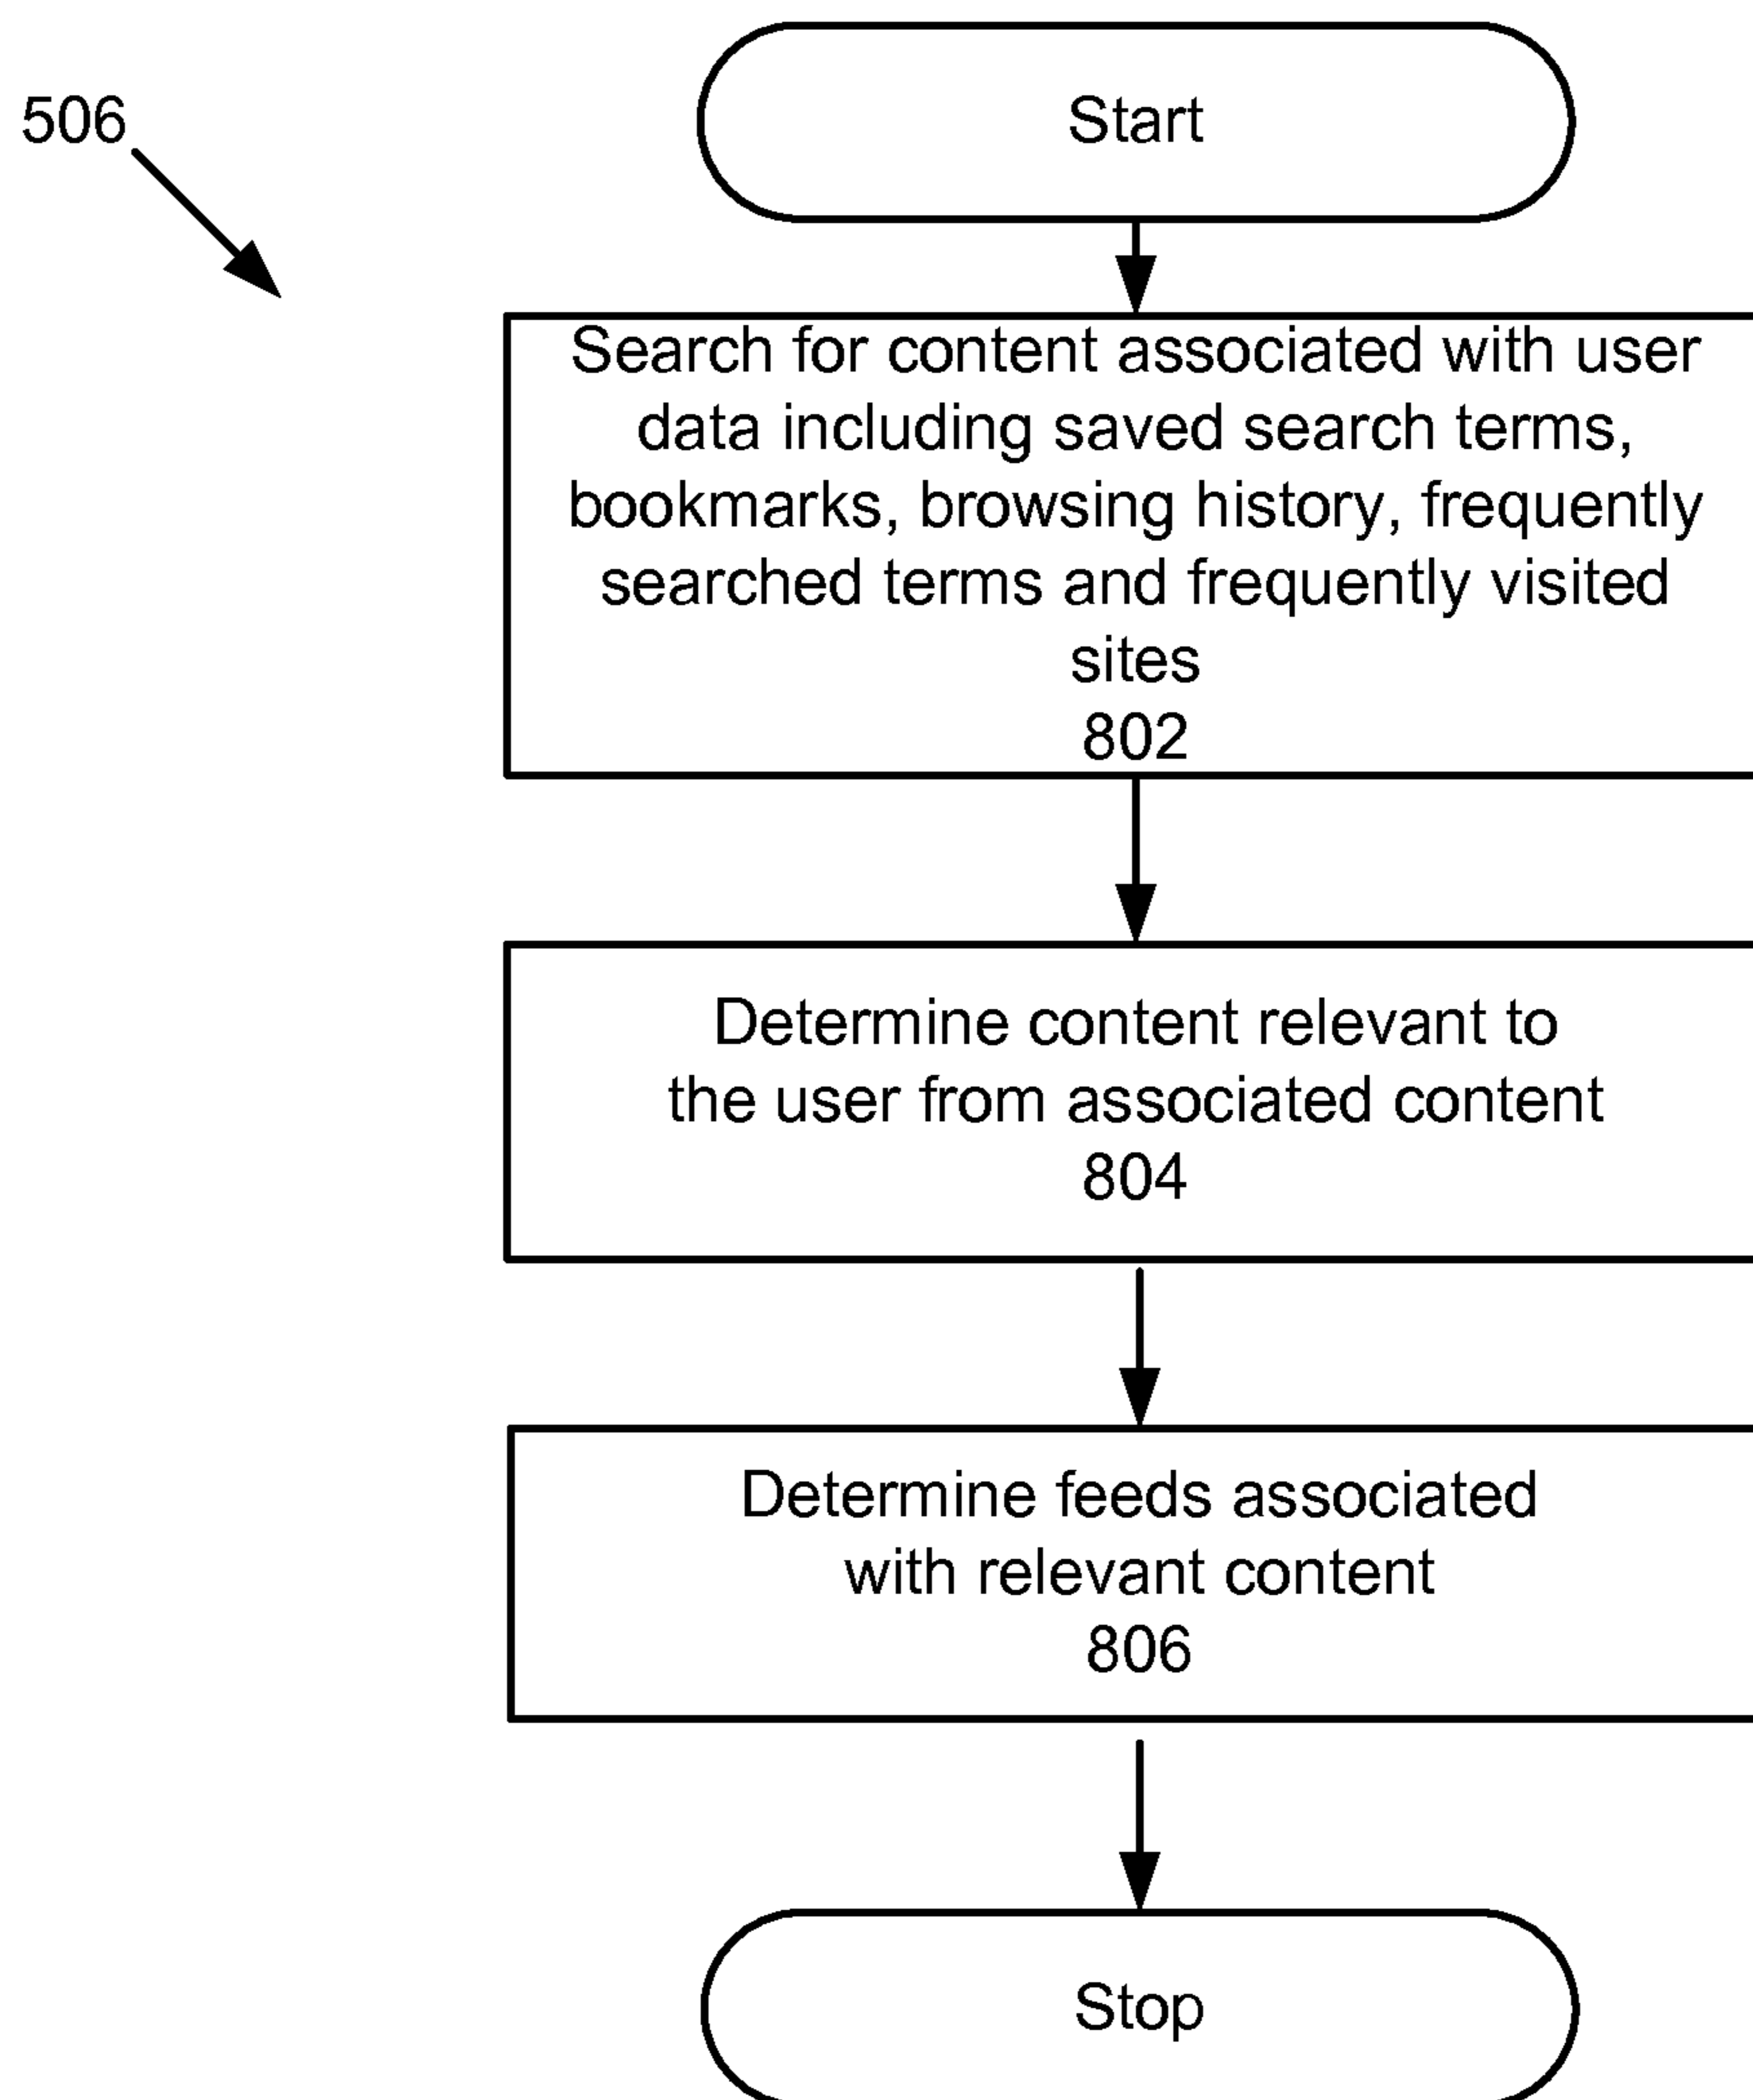 506
Start
Search for content associated with user
data including saved search terms,
bookmarks, browsing history, frequently
searched terms and frequently visited
sites
802
Determine content relevant to
the user from associated content
804
Determine feeds associated
with relevant content
806
Stop